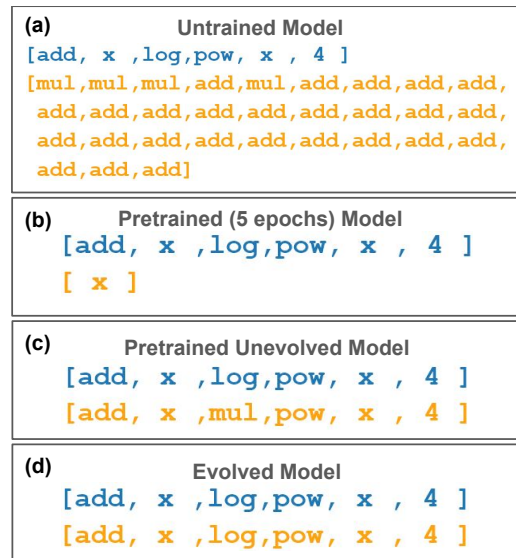 (a) Untrained Model
[add, x ,log,pow, x , 4 ]
[mul,mul,mul,add,mul,add,add,add,add,
add,add,add,add,add,add,add,add,add,
add,add,add,add,add,add,add,add,add,
add,add,add]
(b) Pretrained (5 epochs) Model
[add, x ,log,pow, x , 4 ]
[ x ]
(c) Pretrained Unevolved Model
[add, x ,log,pow, x , 4 ]
[add, x ,mul,pow, x , 4 ]
(d) Evolved Model
[add, x ,log,pow, x , 4 ]
[add, x ,log,pow, x , 4 ]